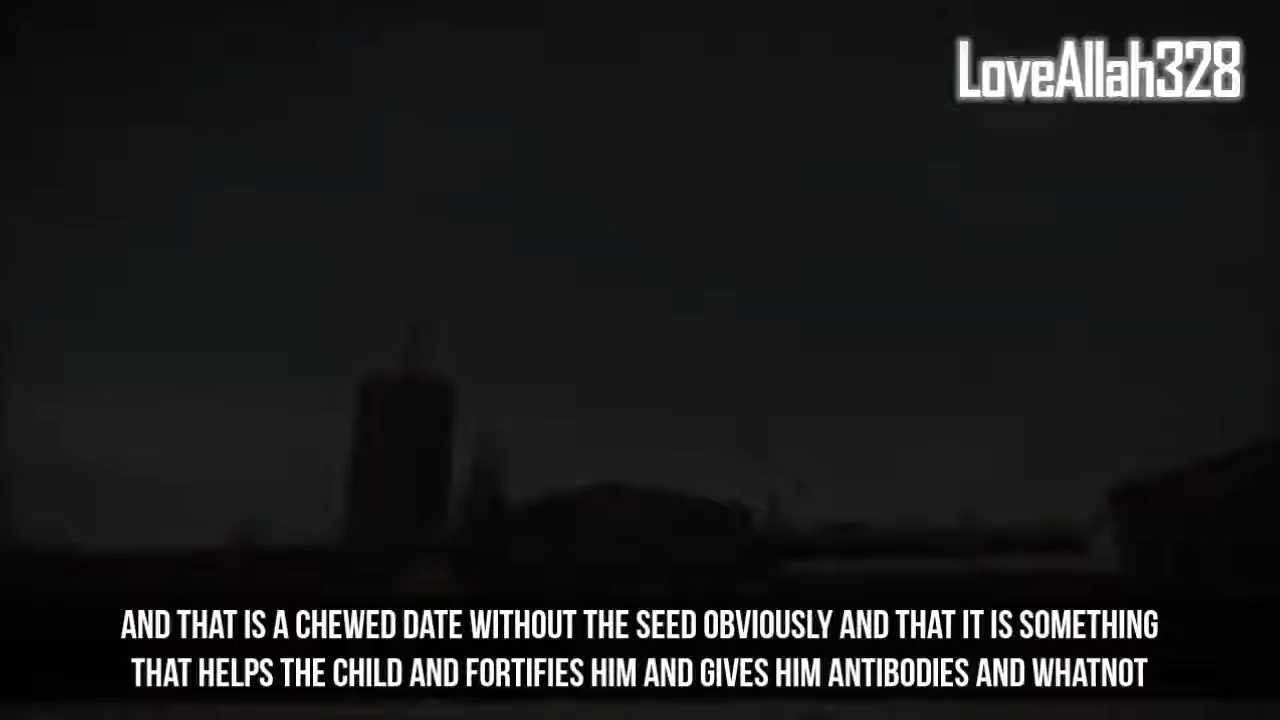 LoveAllah328
AND THAT IS A CHEWED DATE WITHOUT THE SEED OBVIOUSLY AND THAT IT IS SOMETHING
THAT HELPS THE CHILD AND FORTIFIES HIM AND GIVES HIM ANTIBODIES AND WHATNOT